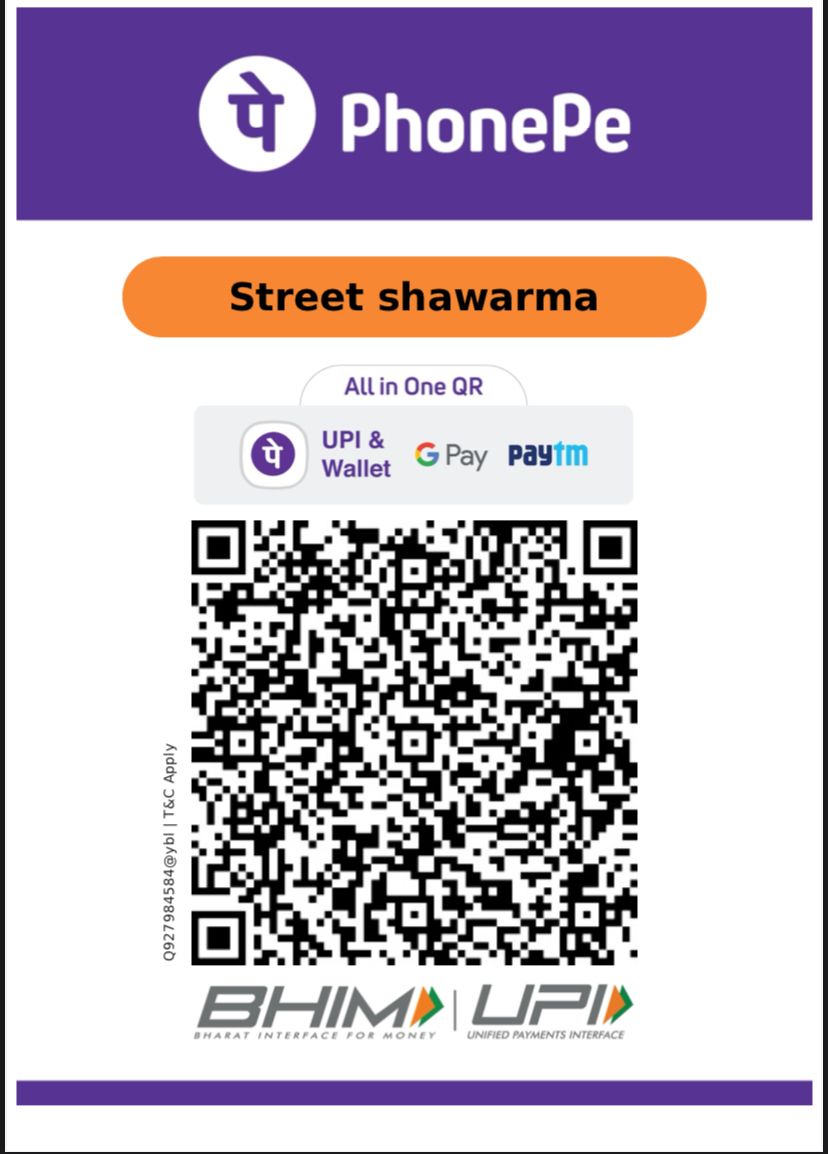 पे PhonePe
Street shawarma
All in One QR
पे UPI & Wallet G Pay paytm
Q927984584@ybl | T&C Apply
BHIM | UPI
BHARAT INTERFACE FOR MONEY UNIFIED PAYMENTS INTERFACE